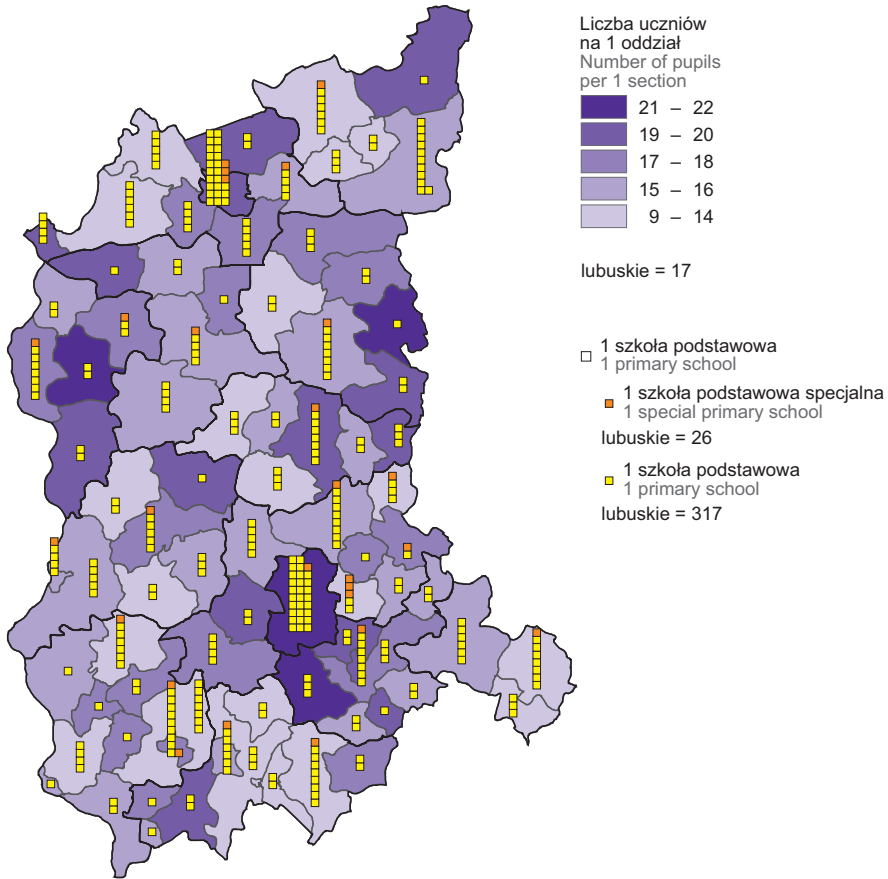 Liczba uczniów
na 1 oddział
Number of pupils
per 1 section
21 – 22
19 – 20
17 – 18
15 – 16
9 – 14
lubuskie = 17
1 szkoła podstawowa
1 primary school
1 szkoła podstawowa specjalna
1 special primary school
lubuskie = 26
1 szkoła podstawowa
1 primary school
lubuskie = 317